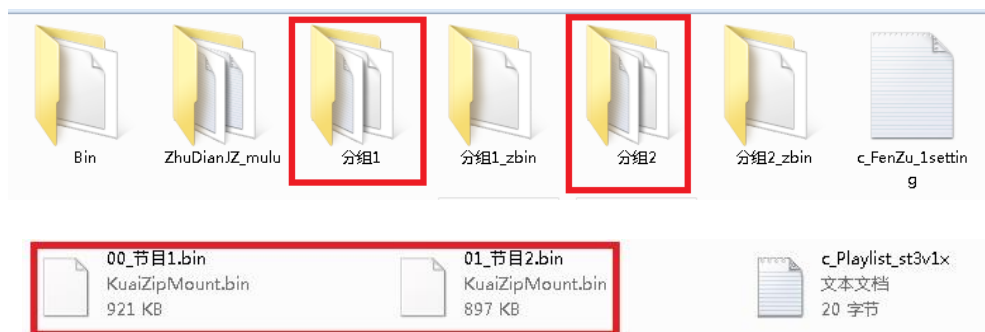 Bin
ZhuDianJZ_mulu
分组1
分组1_zbin
分组2
分组2_zbin
c_FenZu_1settin
g
00_节目1.bin
KuaiZipMount.bin
921 KB
01_节目2.bin
KuaiZipMount.bin
897 KB
c_Playlist_st3v1x
文本文档
20 字节